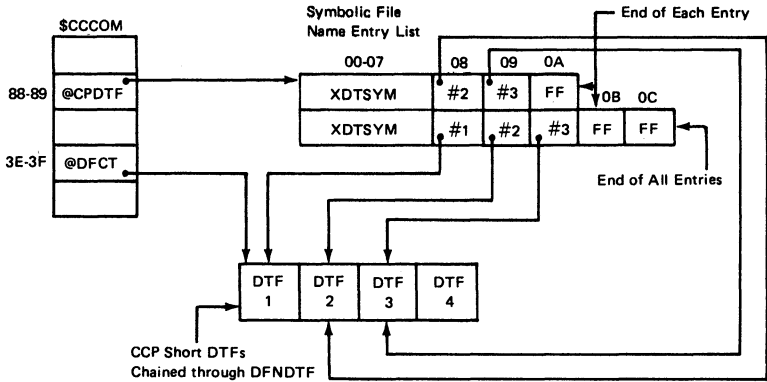 $CCCOM
Symbolic File
Name Entry List
End of Each Entry
00-07 08 09 0A
88-89 @CPDTF XDTSYM #2 #3 FF 0B 0C
XDTSYM #1 #2 #3 FF FF
3E-3F @DFCT
End of All Entries
DTF DTF DTF DTF
1 2 3 4
CCP Short DTFs
Chained through DFNDTF